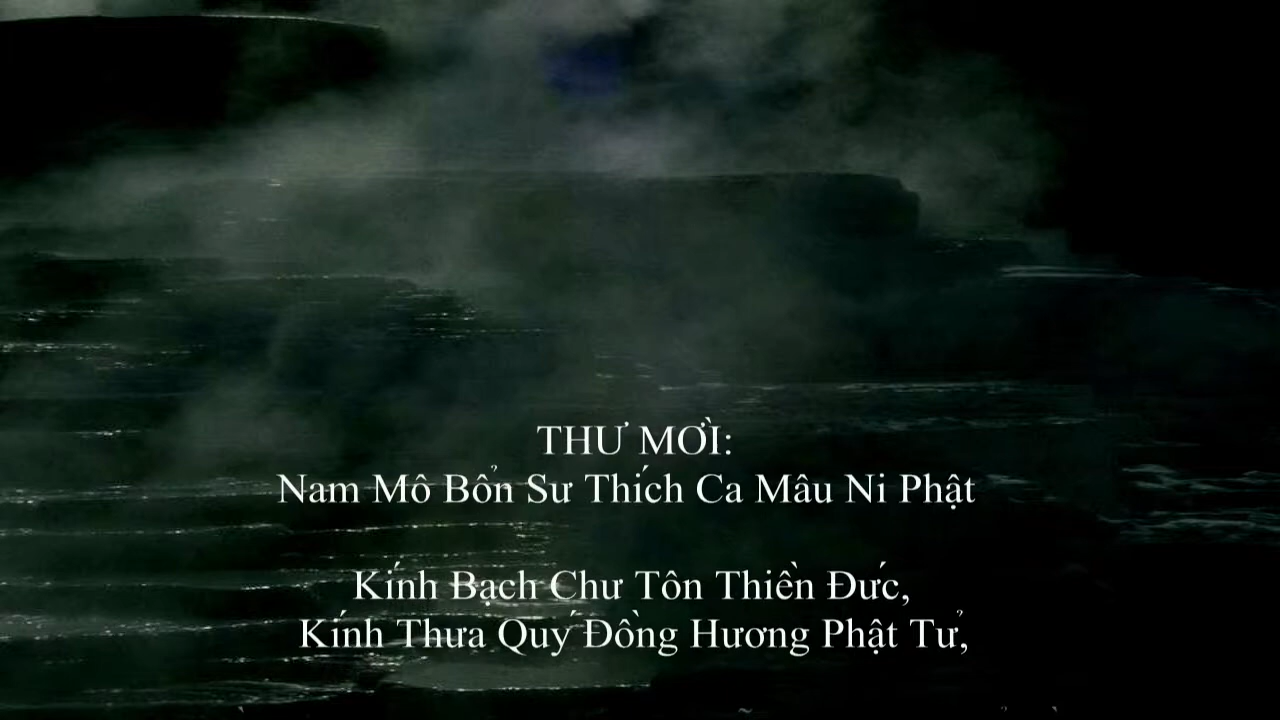 THƯ MỜI:
Nam Mô Bổn Sư Thích Ca Mâu Ni Phật
Kính Bạch Chư Tôn Thiền Đức,
Kính Thưa Quý Đồng Hương Phật Tử,